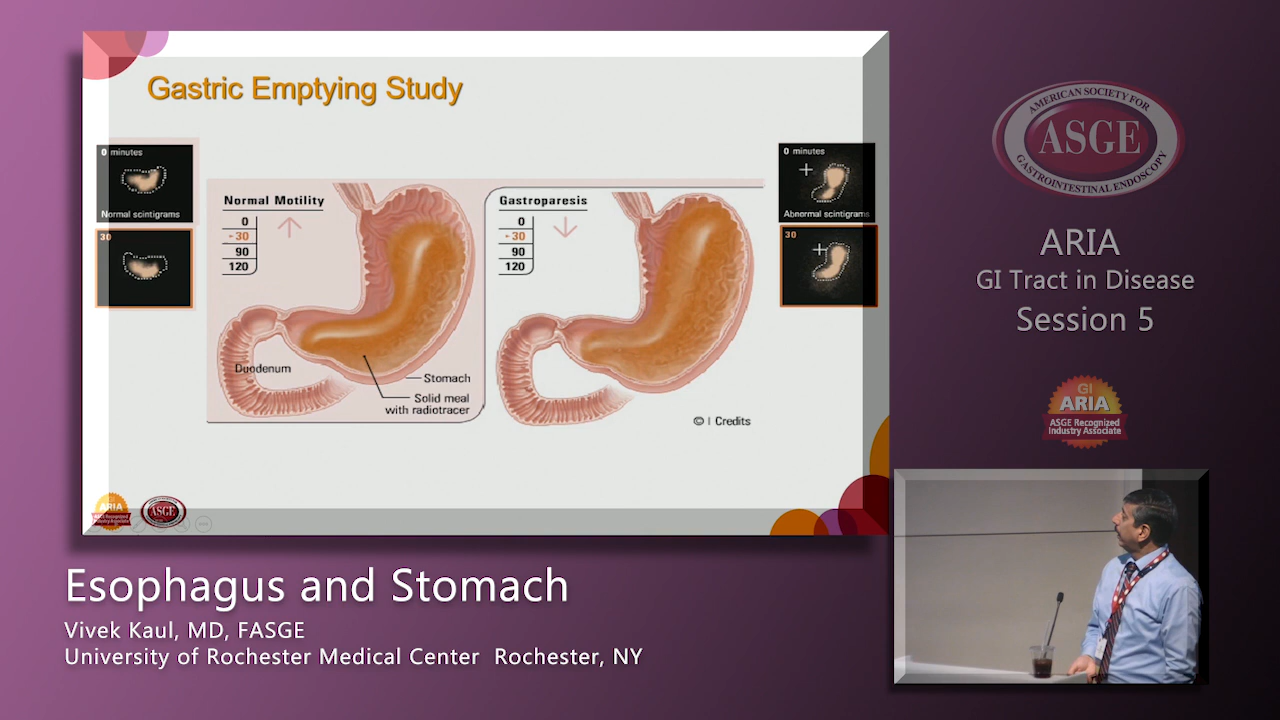 Gastric Emptying Study
0 minutes
Normal scintigrams
30
Normal Motility
0
-30
90
120
Duodenum
Stomach
Solid meal
with radiotracer
Gastroparesis
0
-30
90
120
© | Credits
0 minutes
Abnormal scintigrams
30
ARIA
ASGE
AMERICAN SOCIETY FOR
ASGE
GASTROINTESTINAL ENDOSCOPY
ARIA
GI Tract in Disease
Session 5
GI
ARIA
ASGE Recognized
Industry Associate
Esophagus and Stomach
Vivek Kaul, MD, FASGE
University of Rochester Medical Center Rochester, NY